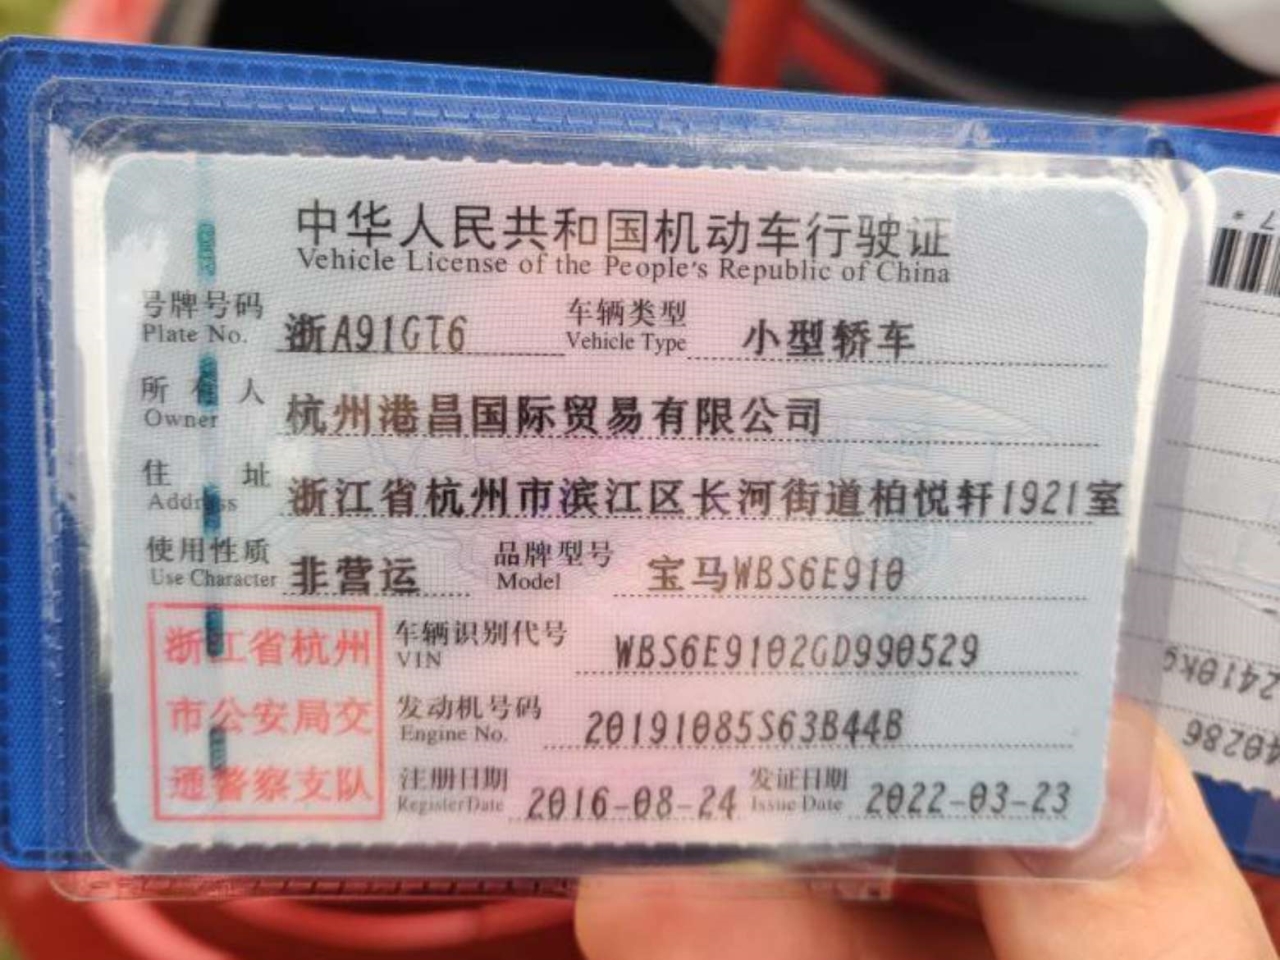 中华人民共和国机动车行驶证
Vehicle License of the People's Republic of China
号牌号码 浙A91GT6 车辆类型 小型轿车
Plate No. Vehicle Type
所有人 杭州港昌国际贸易有限公司
Owner
住址 浙江省杭州市滨江区长河街道柏悦轩1921室
Address
使用性质 非营运 品牌型号 宝马WBS6E910
Use Character Model
浙江省杭州
市公安局交
通警察支队
车辆识别代号 WBS6E9102GD990529
VIN
发动机号码 20191085S63B44B
Engine No.
注册日期 2016-08-24 发证日期 2022-03-23
Register Date Issue Date
2410kg
40286